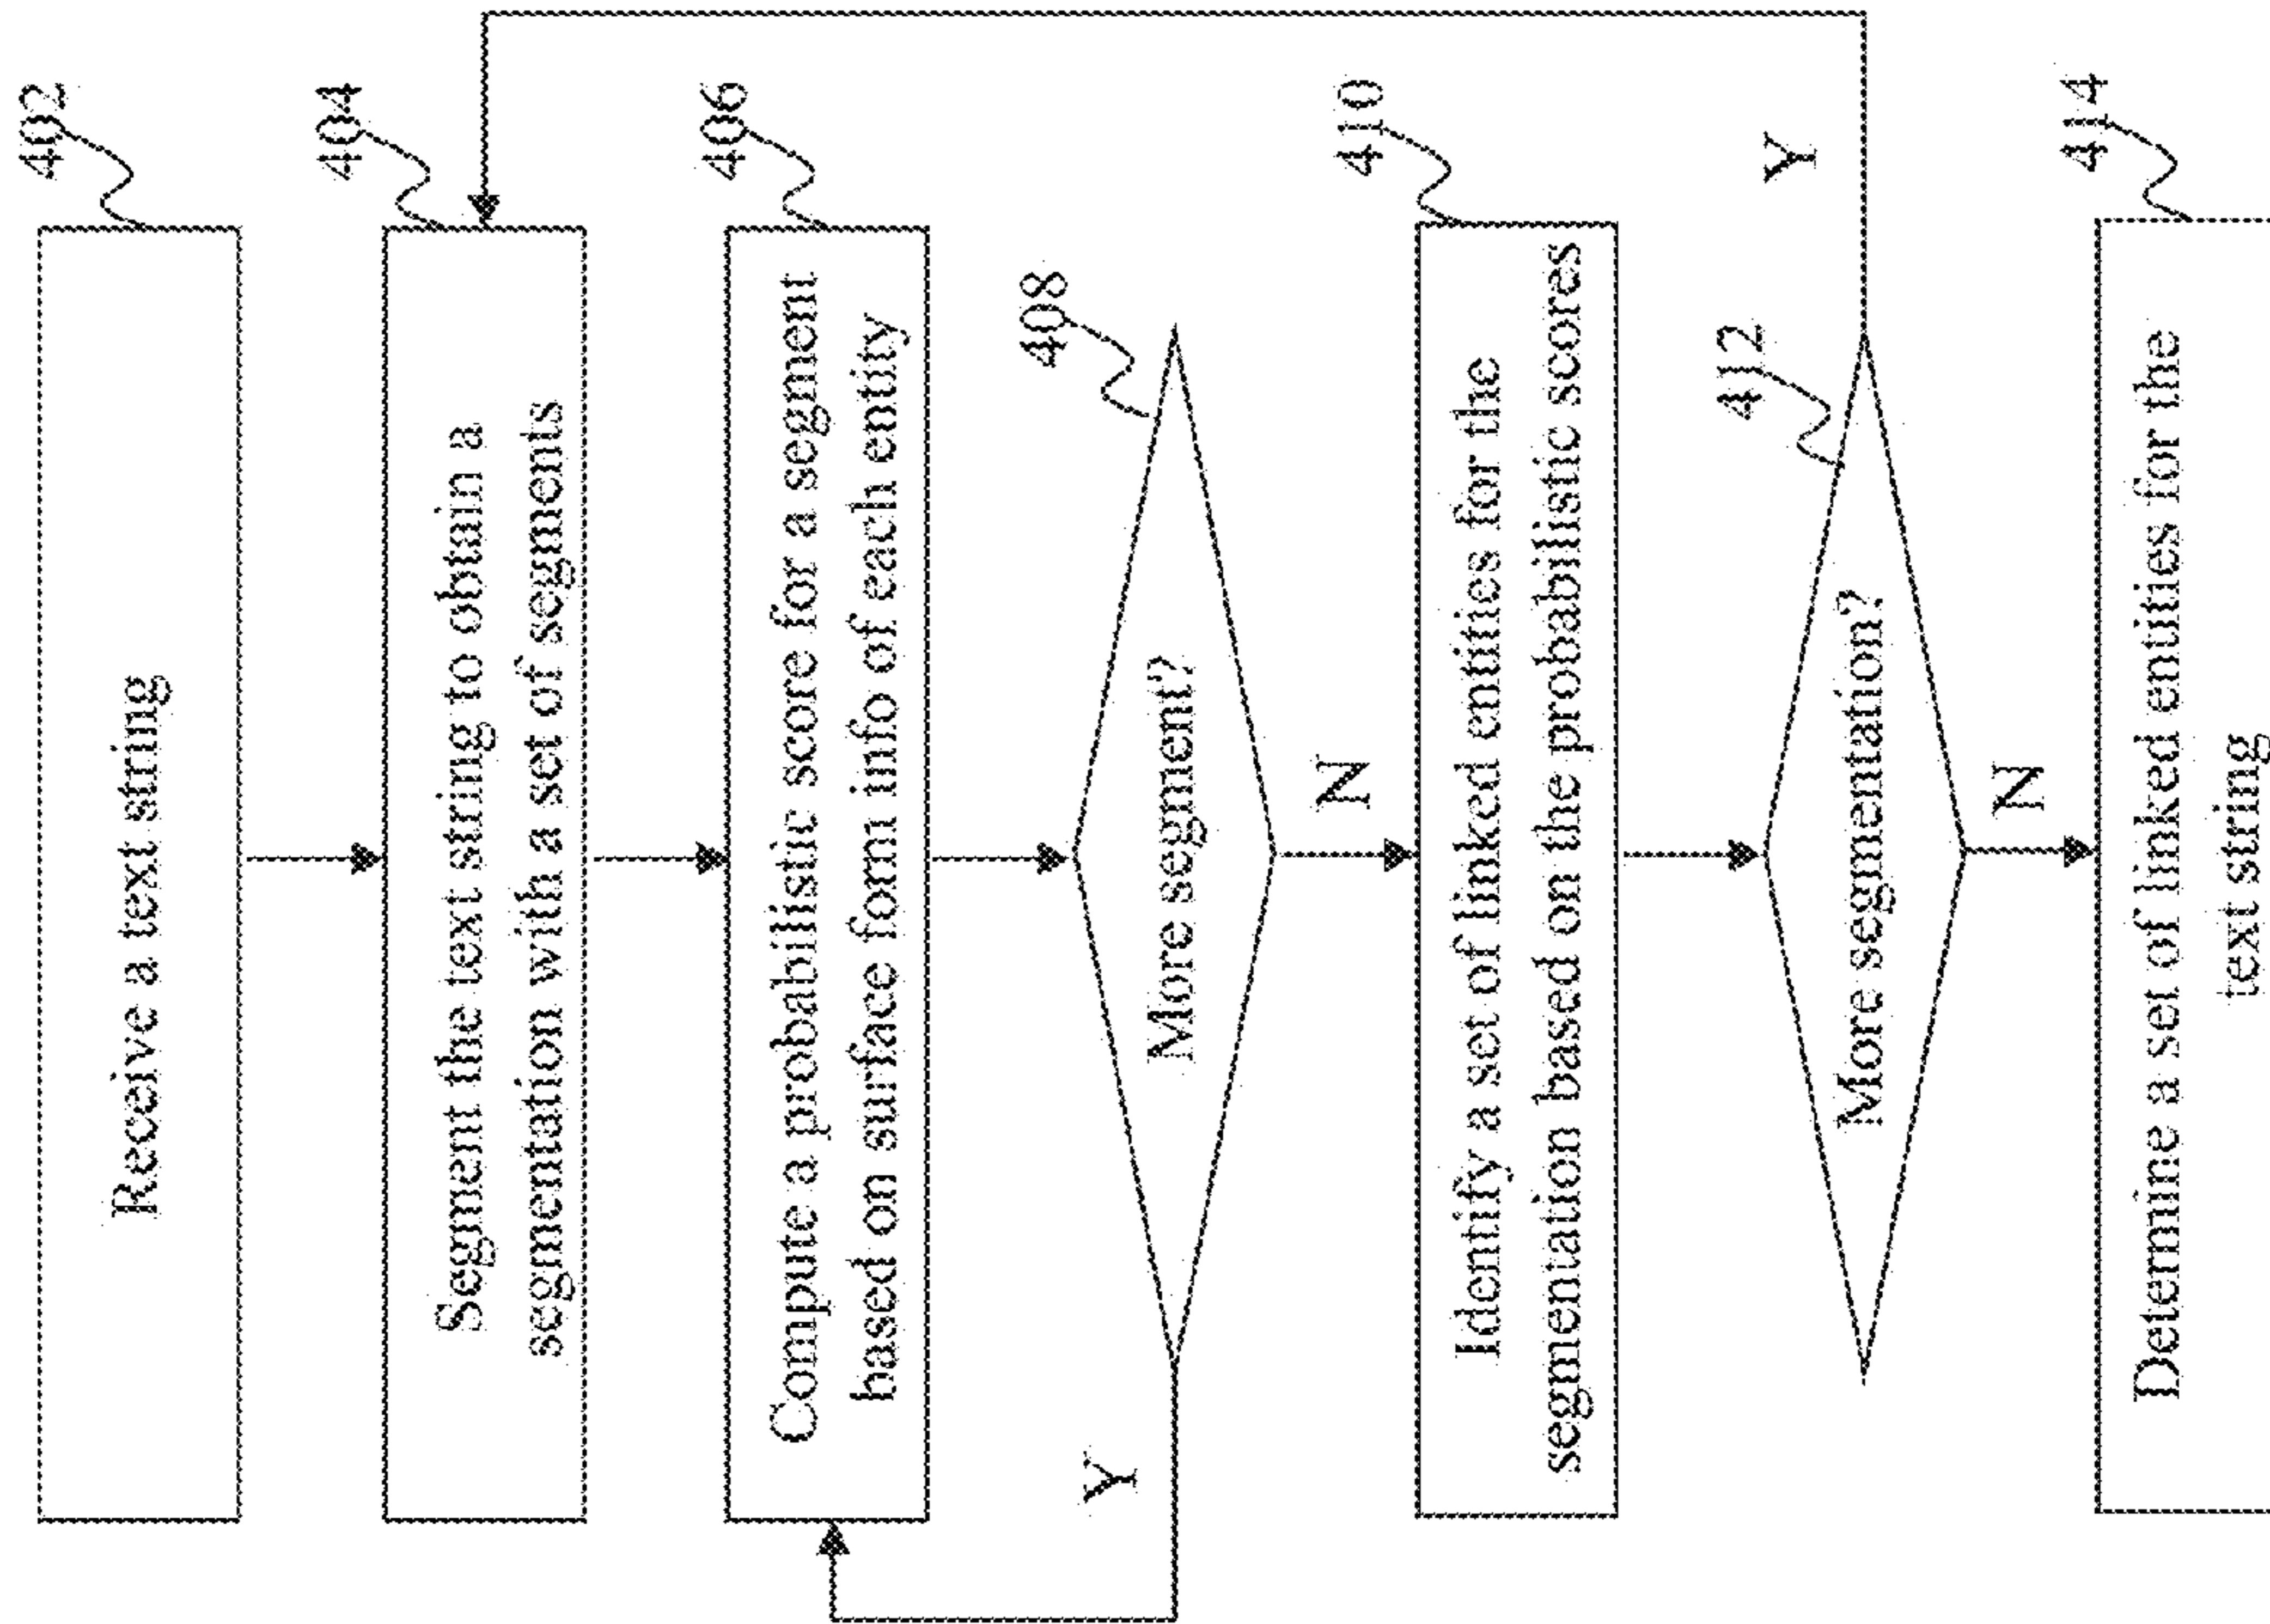 402
Receive a text string
404
Segment the text string to obtain a
segmentation with a set of segments
406
Compute a probabilistic score for a segment
based on surface form info of each entity
408
More segment?
Y
N
410
Identify a set of linked entities for the
segmentation based on the probabilistic scores
412
More segmentation?
Y
N
414
Determine a set of linked entities for the
text string